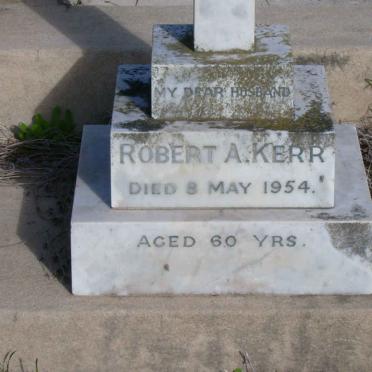 MY DEAR HUSBAND
ROBERT A. KERR
DIED 8 MAY 1954.
AGED 60 YRS.